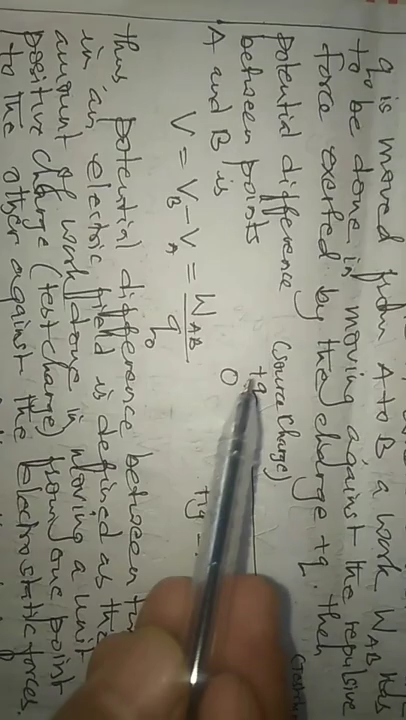 q₀ is moved from A to B a work W_AB has
to be done in moving against the repulsive
force exerted by the charge +q. then
potential difference
between points
A and B is
(source charge)
+q
O
+q
V = V_B - V_A = W_AB / q₀
thus potential difference between
in an electric field is defined as the
amount of work done in moving a unit
positive charge (test charge) from one point
to the other against the electrostatic forces.